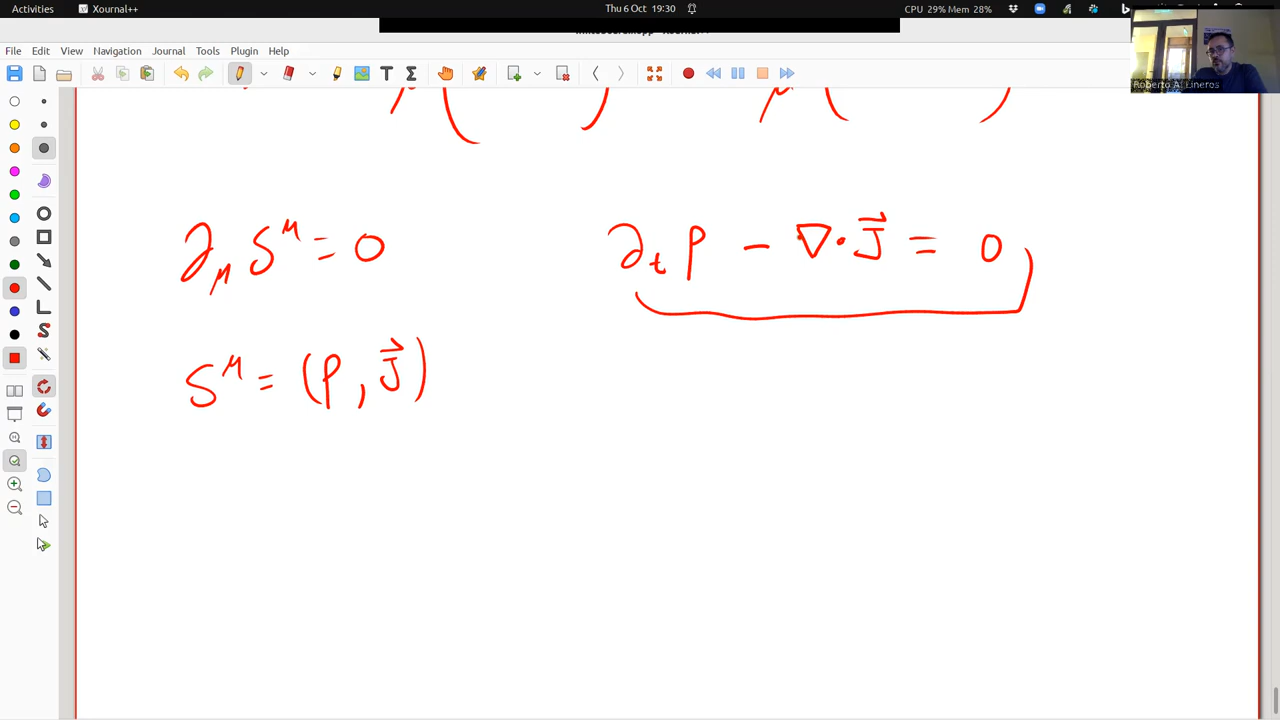 Activities Xournal++ Thu 6 Oct 19:30 CPU 29% Mem 28%
File Edit View Navigation Journal Tools Plugin Help
Roberto A. Lineros
μ( ) μ( )
∂_μ S^μ = 0 ∂_t ρ − ∇·J⃗ = 0
S^μ = (ρ, J⃗)